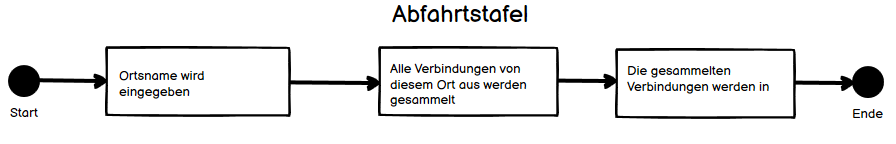 Abfahrtstafel
Ortsname wird
eingegeben
Alle Verbindungen von
diesem Ort aus werden
gesammelt
Die gesammelten
Verbindungen werden in
Start
Ende